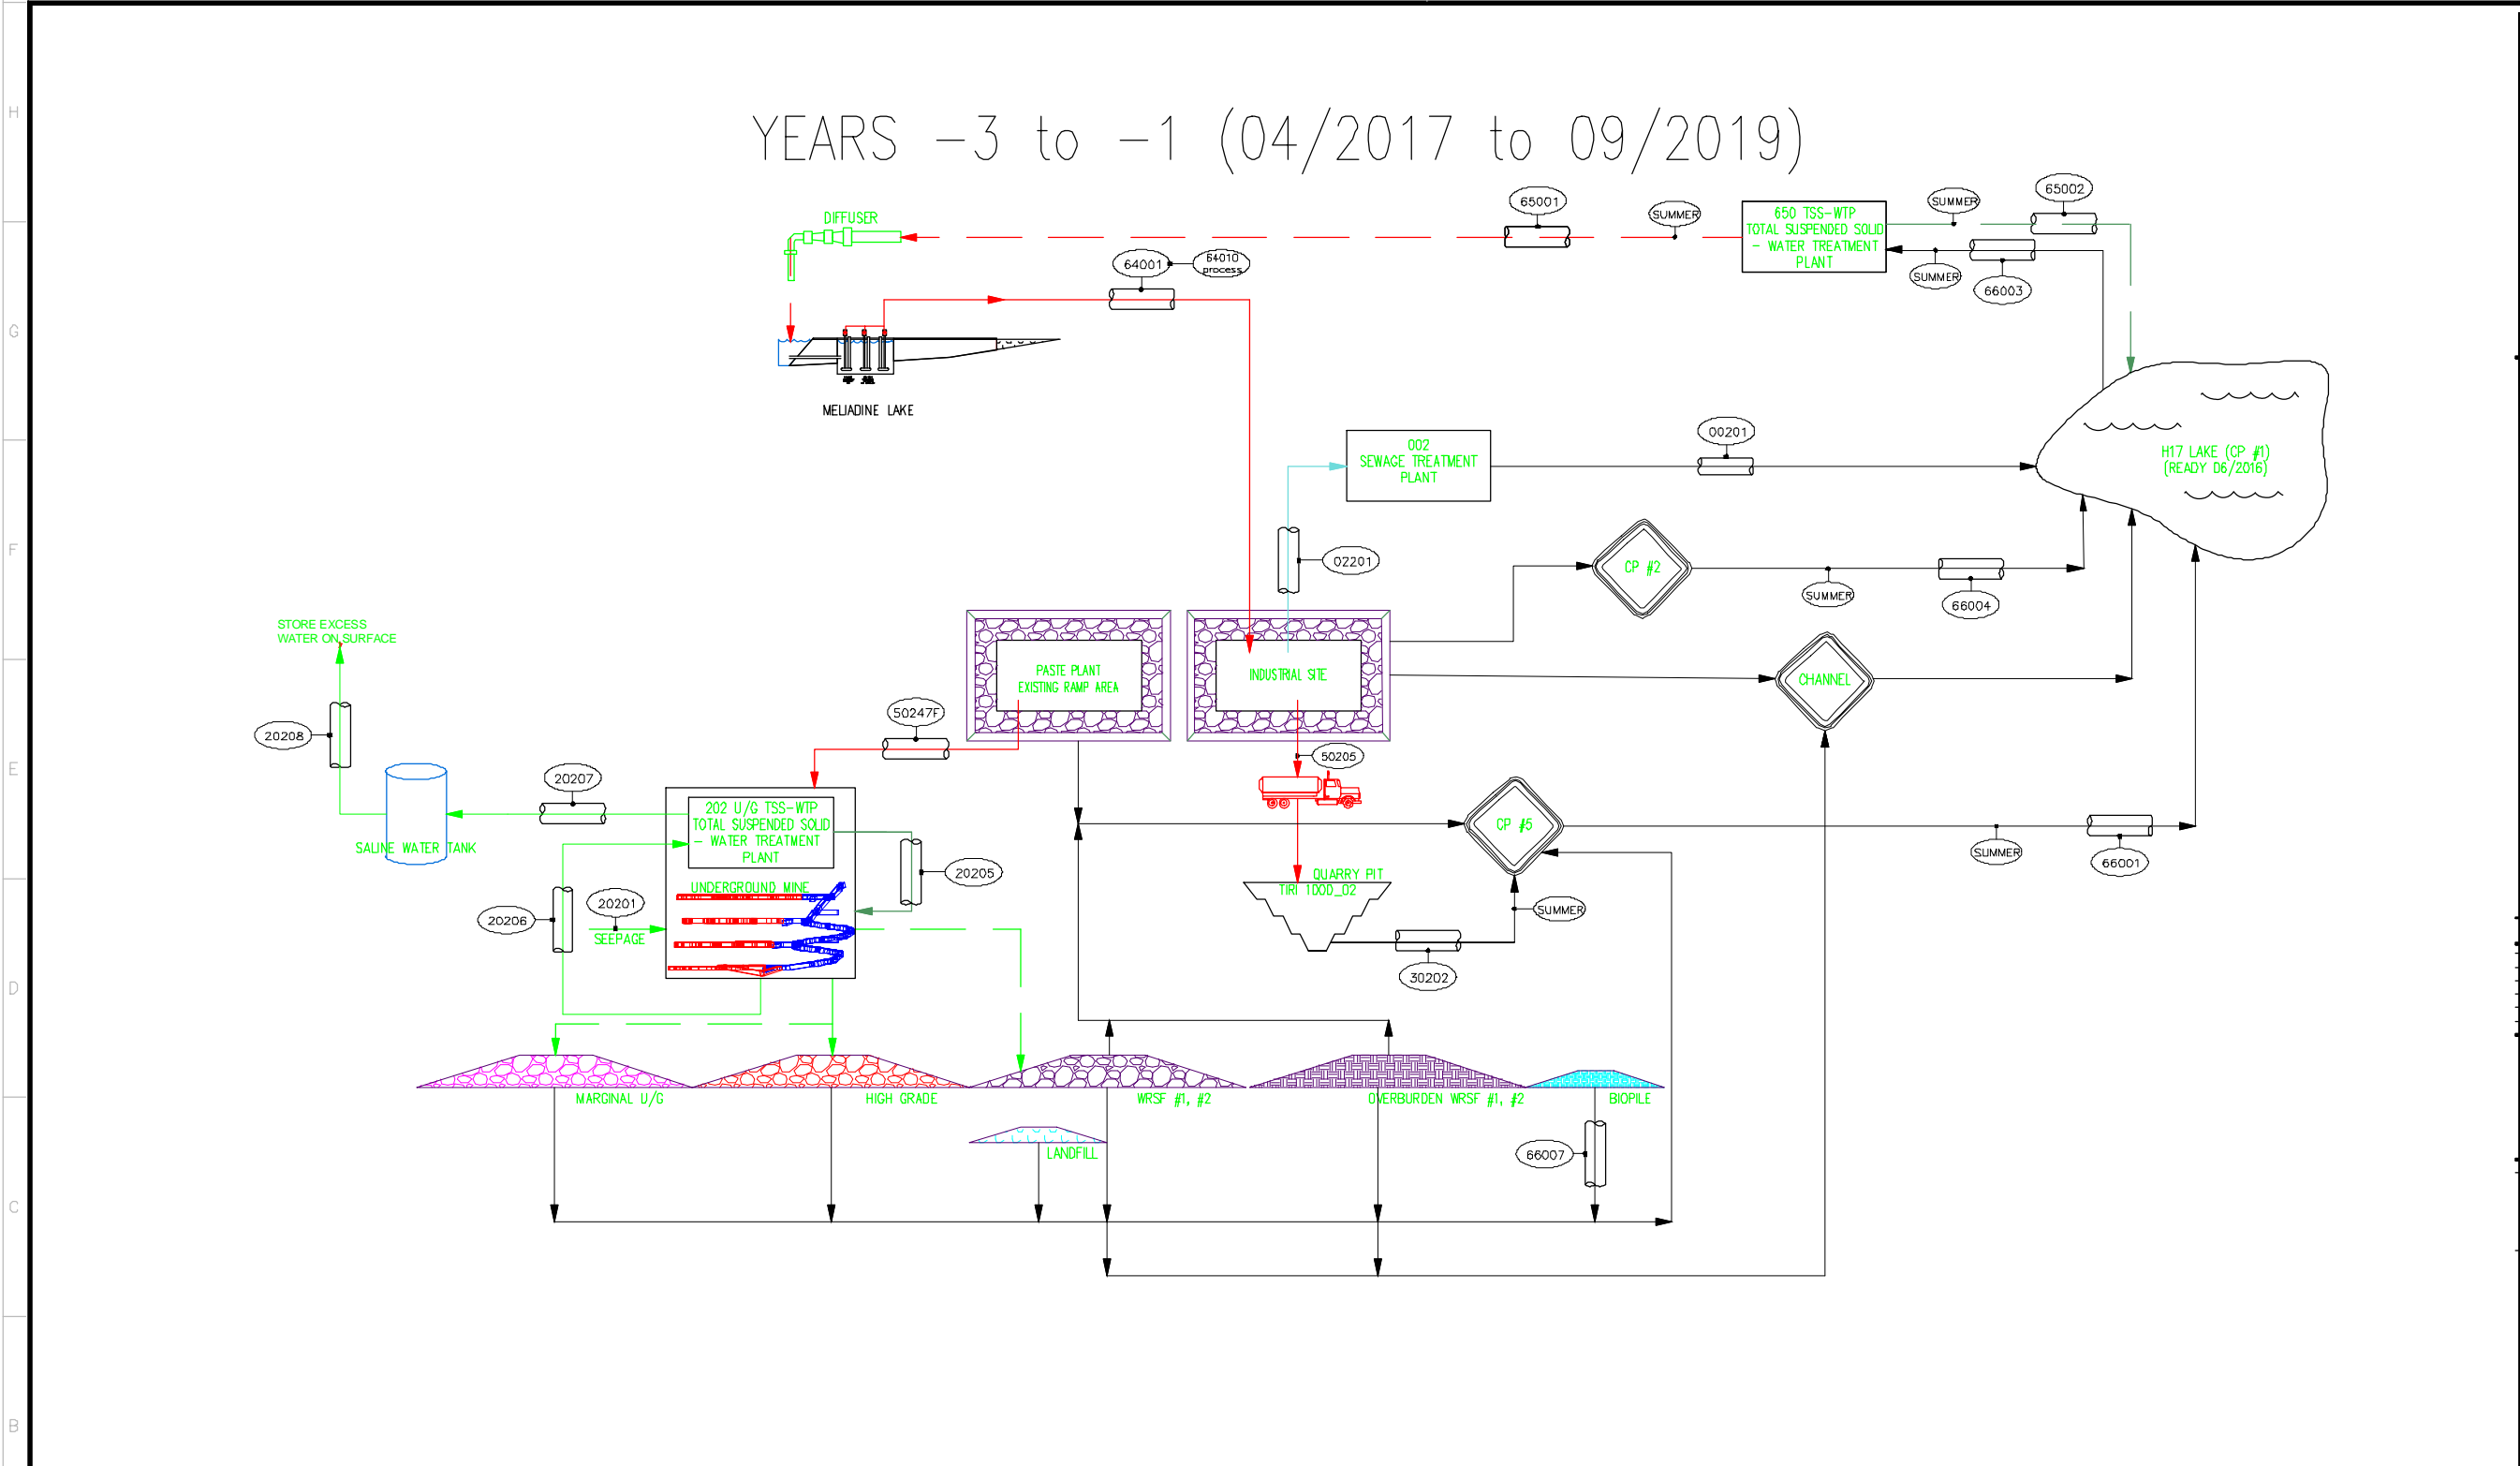 H
YEARS -3 to -1 (04/2017 to 09/2019)
65002
65001
SUMMER
SUMMER
DIFFUSER
650 TSS-WTP
TOTAL SUSPENDED SOLID
- WATER TREATMENT
PLANT
64001
64010
process
SUMMER
66003
G
MELIADINE LAKE
00201
002
SEWAGE TREATMENT
PLANT
H17 LAKE (CP #1)
(READY 06/2016)
F
02201
CP #2
SUMMER
66004
STORE EXCESS
WATER ON SURFACE
PASTE PLANT
EXISTING RAMP AREA
INDUSTRIAL SITE
CHANNEL
50247F
20208
50205
E
20207
202 U/G TSS-WTP
TOTAL SUSPENDED SOLID
- WATER TREATMENT
PLANT
SALINE WATER TANK
CP #5
SUMMER
66001
20205
QUARRY PIT
TIRI 1000_02
UNDERGROUND MINE
20201
20206
SEEPAGE
SUMMER
30202
D
MARGINAL U/G
HIGH GRADE
WRSF #1, #2
OVERBURDEN WRSF #1, #2
BIOPILE
LANDFILL
66007
C
B